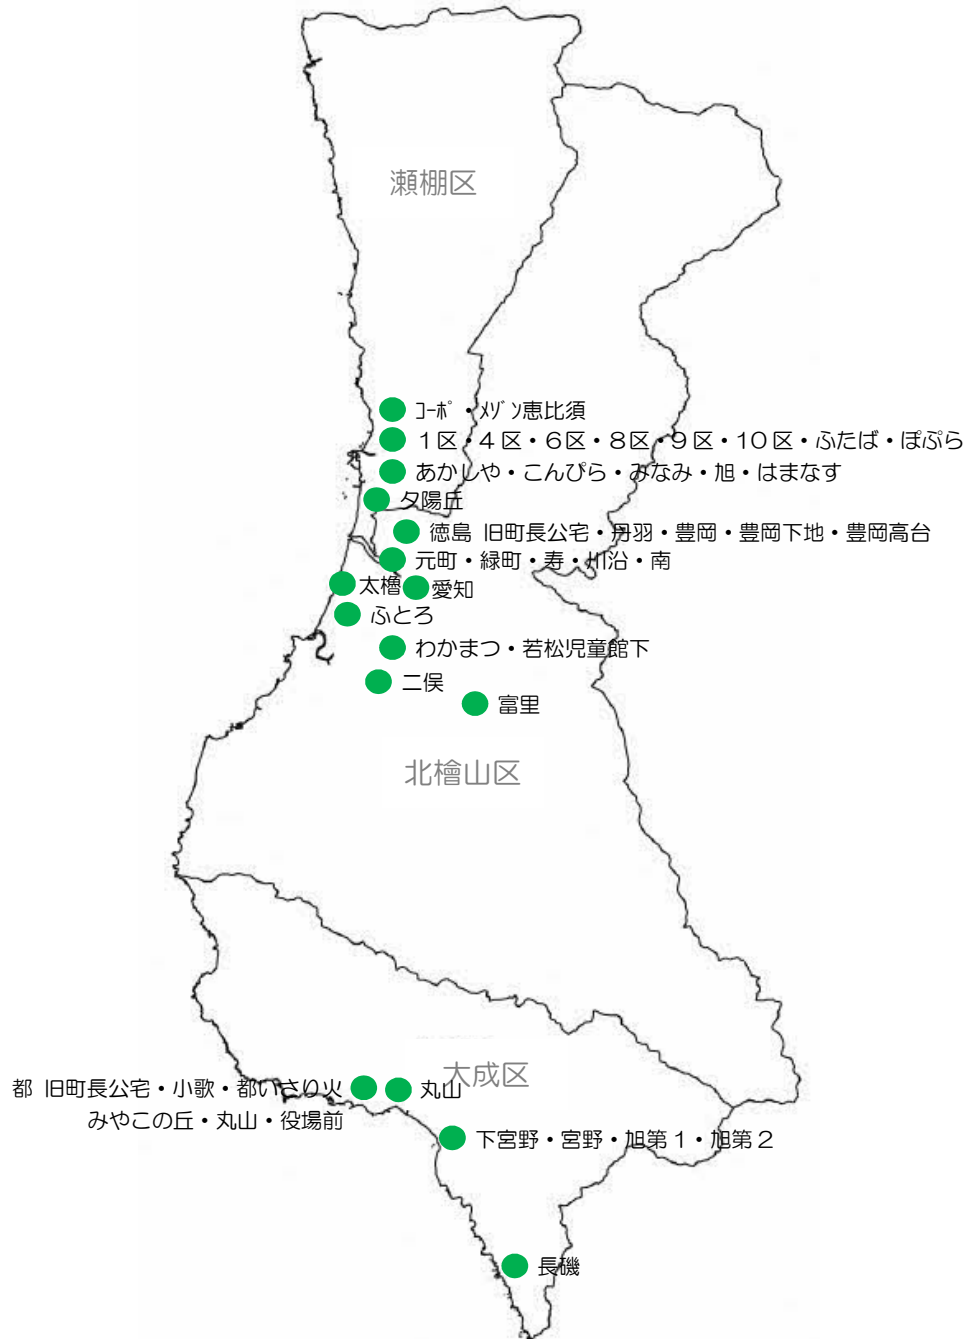 瀬棚区
ｺｰﾎﾟ・ﾒｿﾞﾝ恵比須
１区・４区・６区・８区・９区・１０区・ふたば・ぽぷら
あかしや・こんぴら・みなみ・旭・はまなす
夕陽丘
徳島 旧町長公宅・丹羽・豊岡・豊岡下地・豊岡高台
元町・緑町・寿・川沿・南
太櫓
愛知
ふとろ
わかまつ・若松児童館下
二俣
富里
北檜山区
大成区
都 旧町長公宅・小歌・都いさり火
丸山
みやこの丘・丸山・役場前
下宮野・宮野・旭第１・旭第２
長磯